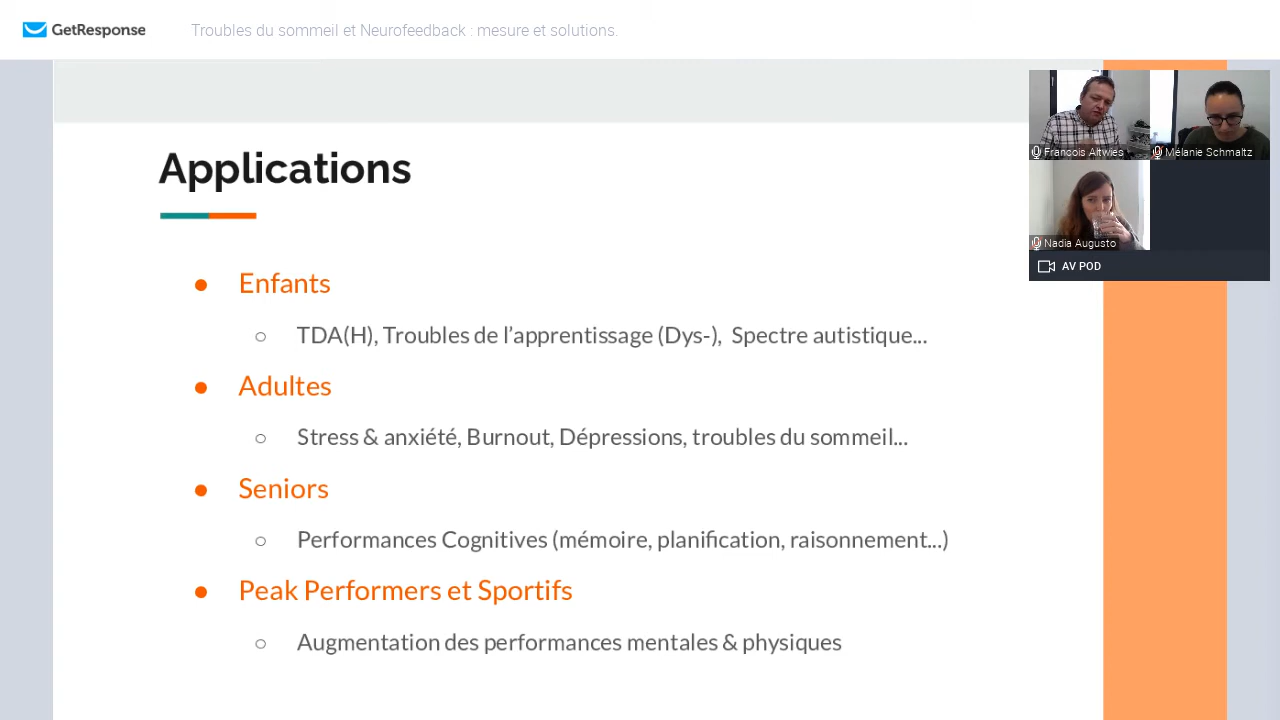 GetResponse
Troubles du sommeil et Neurofeedback : mesure et solutions.
Francois Altwies
Mélanie Schmaltz
Nadia Augusto
AV POD
Applications
● Enfants
○ TDA(H), Troubles de l’apprentissage (Dys-), Spectre autistique...
● Adultes
○ Stress & anxiété, Burnout, Dépressions, troubles du sommeil...
● Seniors
○ Performances Cognitives (mémoire, planification, raisonnement...)
● Peak Performers et Sportifs
○ Augmentation des performances mentales & physiques